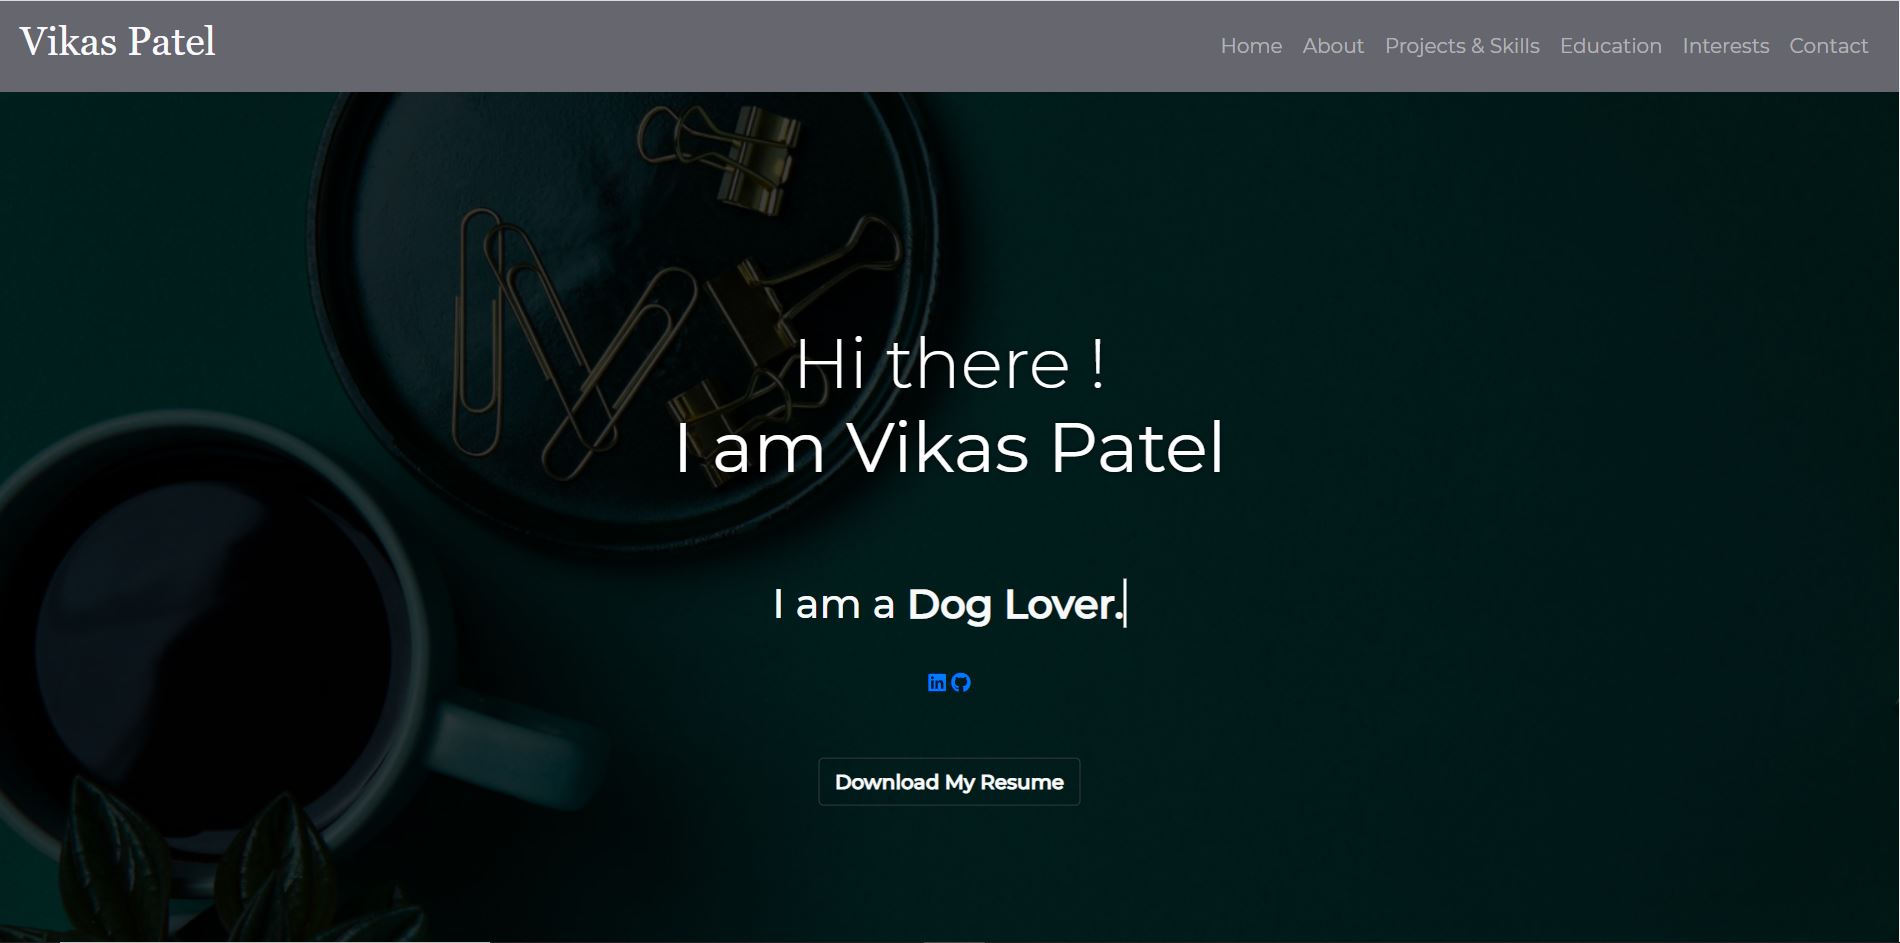 Vikas Patel
Home About Projects & Skills Education Interests Contact
Hi there !
I am Vikas Patel
I am a Dog Lover.
in
Download My Resume